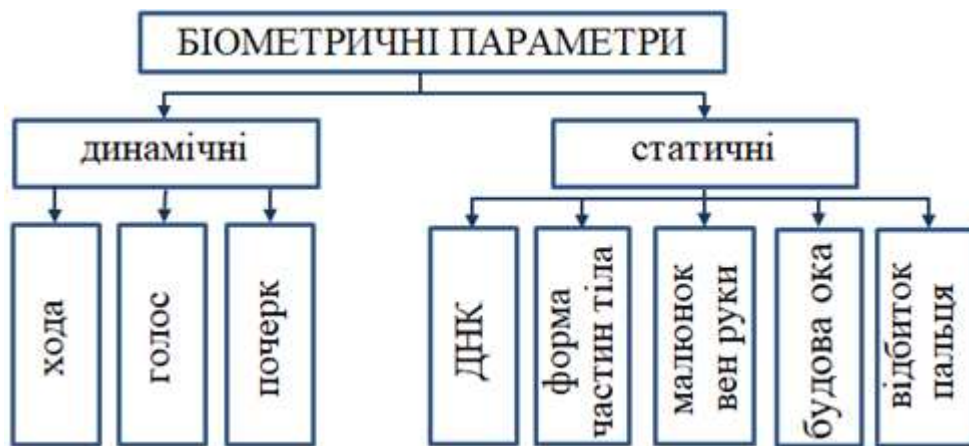 БІОМЕТРИЧНІ ПАРАМЕТРИ
динамічні
статичні
хода
голос
почерк
ДНК
форма
частин тіла
малюнок
вен руки
будова ока
відбиток
пальця